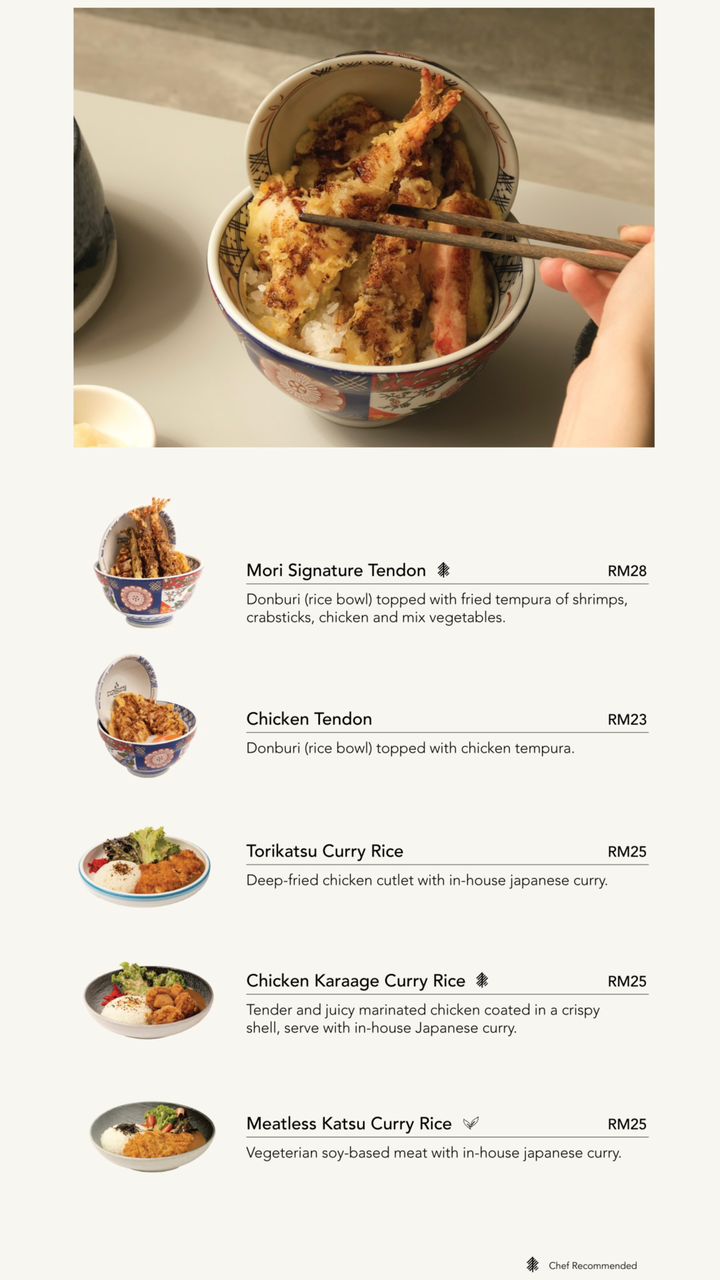 Mori Signature Tendon
RM28
Donburi (rice bowl) topped with fried tempura of shrimps,
crabsticks, chicken and mix vegetables.
Chicken Tendon
RM23
Donburi (rice bowl) topped with chicken tempura.
Torikatsu Curry Rice
RM25
Deep-fried chicken cutlet with in-house japanese curry.
Chicken Karaage Curry Rice
RM25
Tender and juicy marinated chicken coated in a crispy
shell, serve with in-house Japanese curry.
Meatless Katsu Curry Rice
RM25
Vegeterian soy-based meat with in-house japanese curry.
Chef Recommended